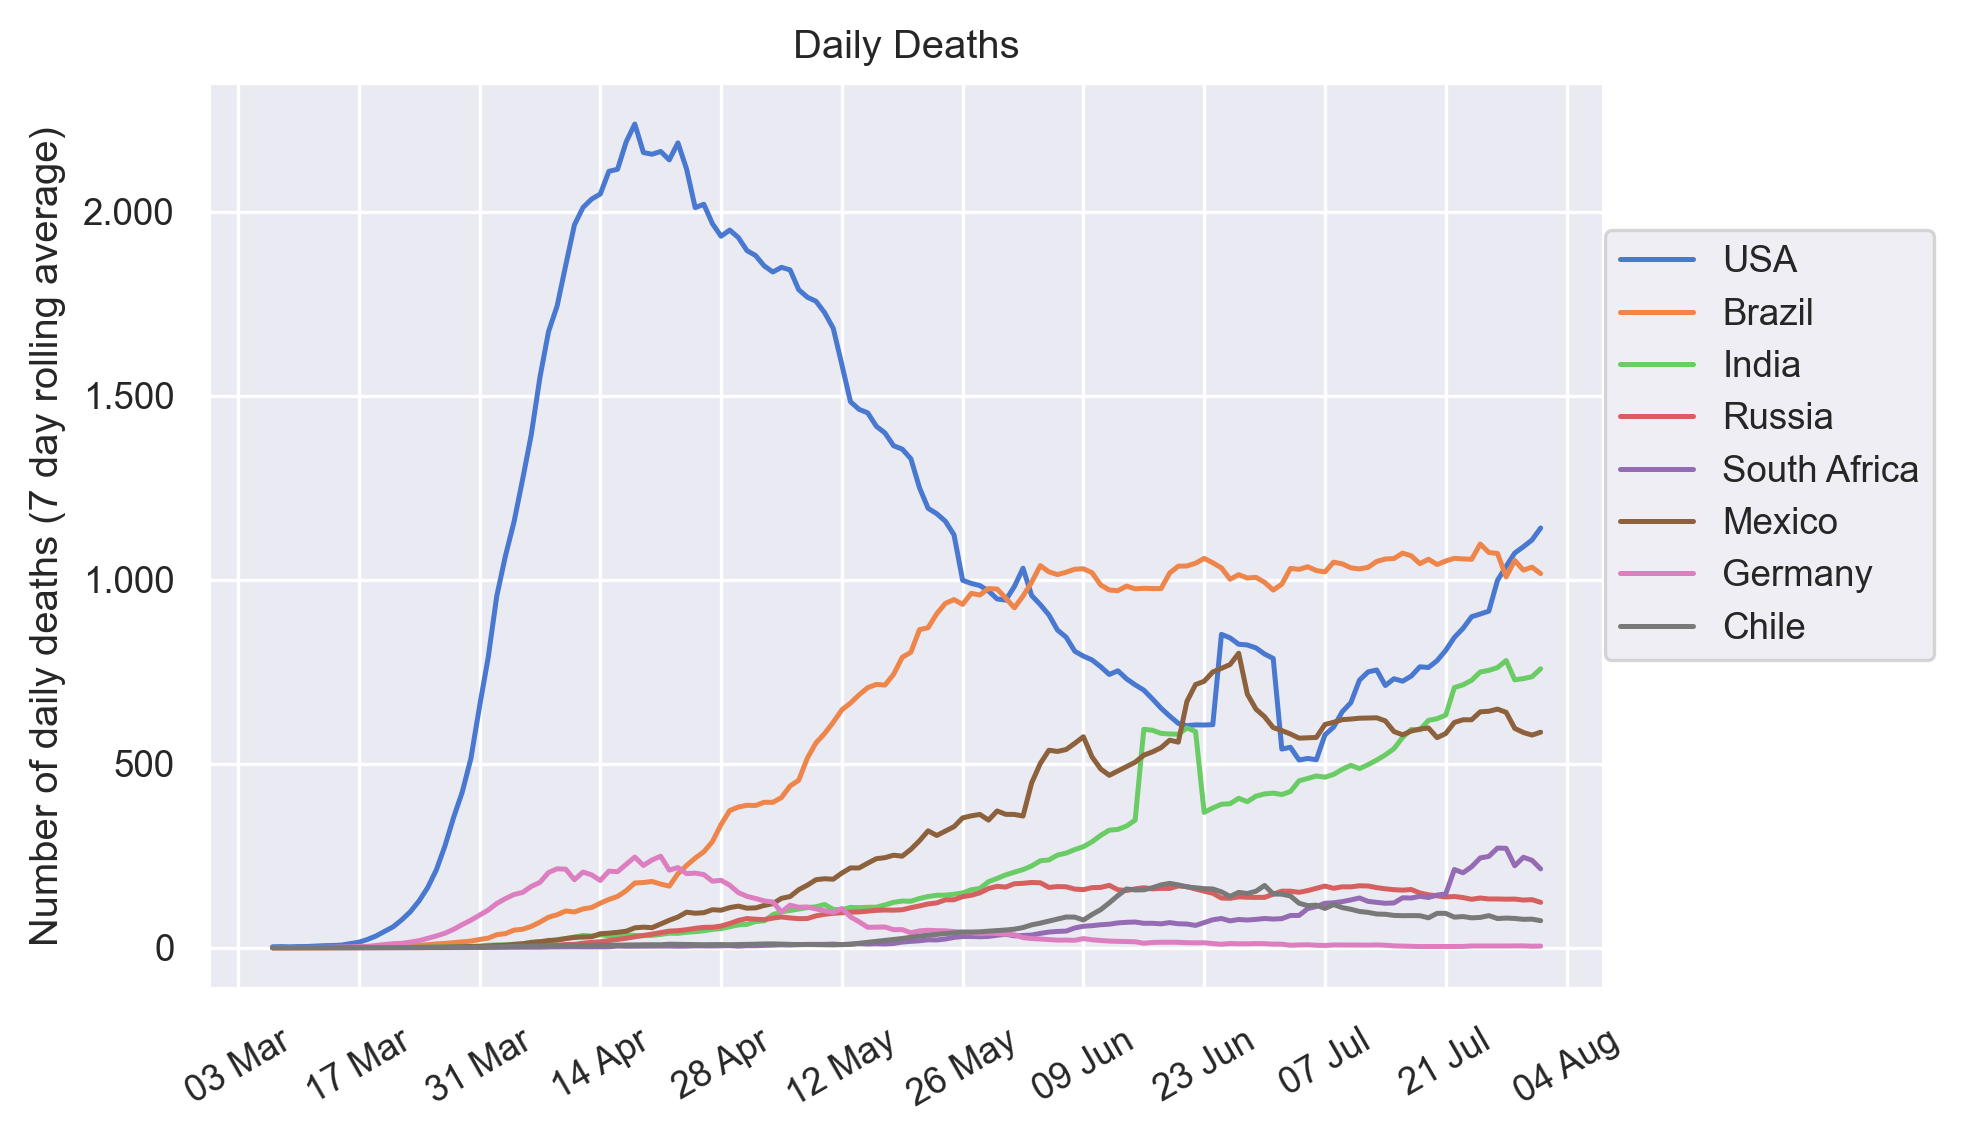 Daily Deaths
Number of daily deaths (7 day rolling average)
2.000
1.500
1.000
500
0
03 Mar
17 Mar
31 Mar
14 Apr
28 Apr
12 May
26 May
09 Jun
23 Jun
07 Jul
21 Jul
04 Aug
USA
Brazil
India
Russia
South Africa
Mexico
Germany
Chile